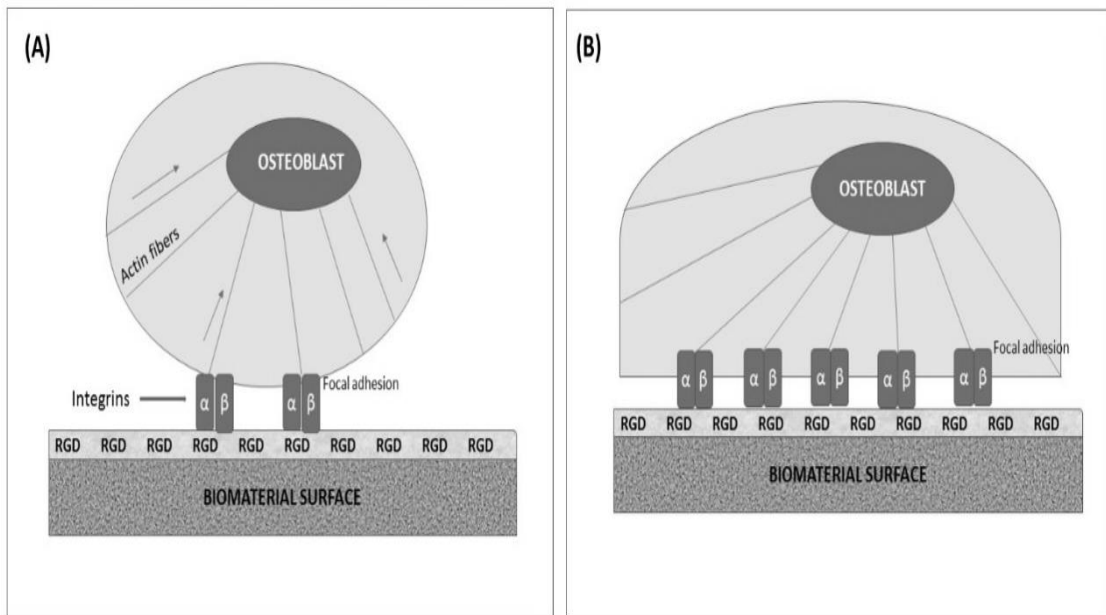 (A)
OSTEOBLAST
Actin fibers
Focal adhesion
Integrins
α β α β
RGD RGD RGD RGD RGD RGD RGD RGD RGD RGD
BIOMATERIAL SURFACE
(B)
OSTEOBLAST
Focal adhesion
α β α β α β α β α β
RGD RGD RGD RGD RGD RGD RGD RGD RGD RGD
BIOMATERIAL SURFACE